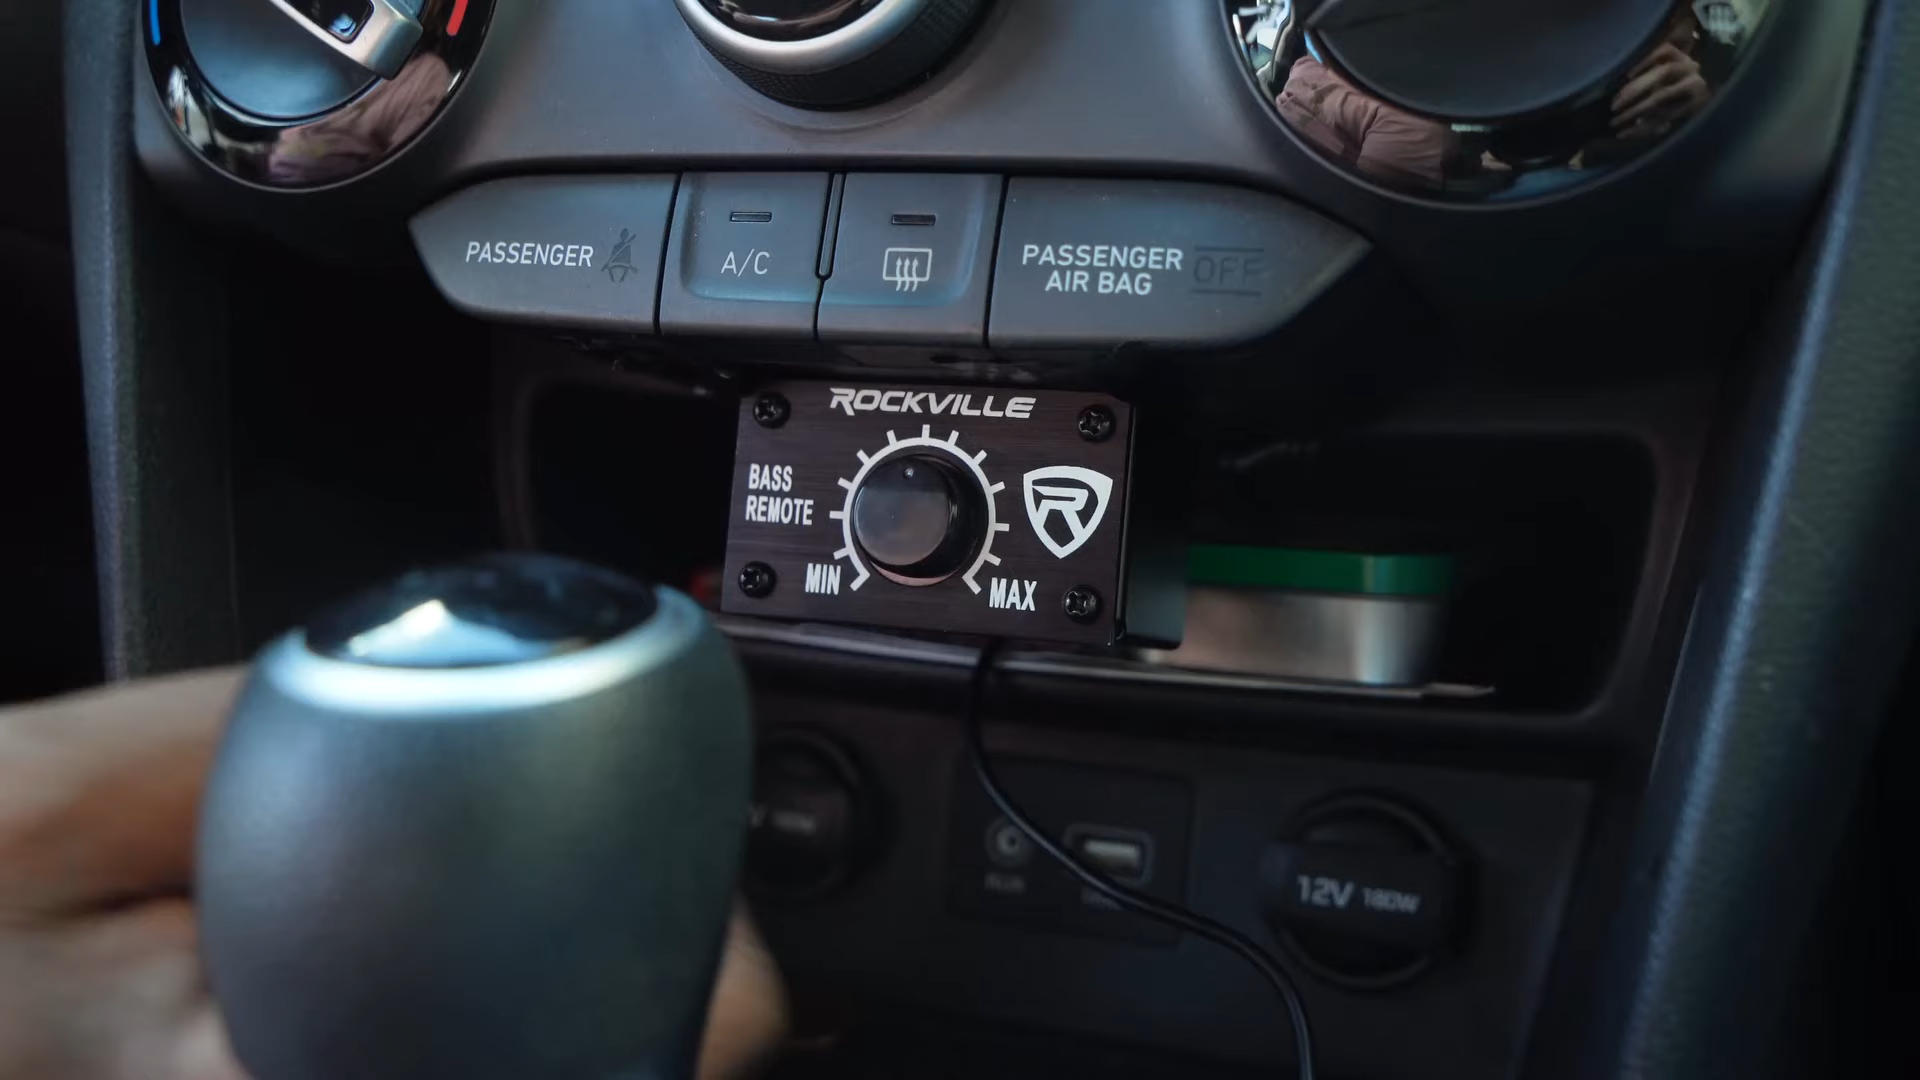 PASSENGER
A/C
PASSENGER
AIR BAG
OFF
ROCKVILLE
BASS
REMOTE
R
MIN
MAX
12V 180W